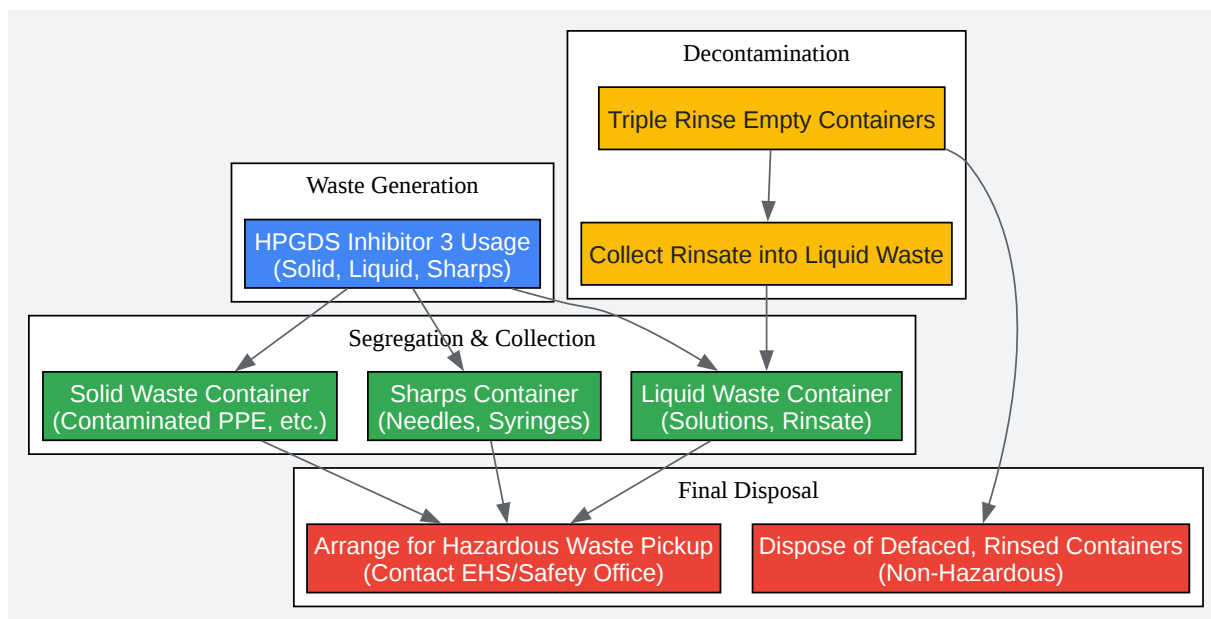 Decontamination
Triple Rinse Empty Containers
Collect Rinsate into Liquid Waste
Waste Generation
HPGDS Inhibitor 3 Usage
(Solid, Liquid, Sharps)
Segregation & Collection
Solid Waste Container
(Contaminated PPE, etc.)
Sharps Container
(Needles, Syringes)
Liquid Waste Container
(Solutions, Rinsate)
Final Disposal
Arrange for Hazardous Waste Pickup
(Contact EHS/Safety Office)
Dispose of Defaced, Rinsed Containers
(Non-Hazardous)